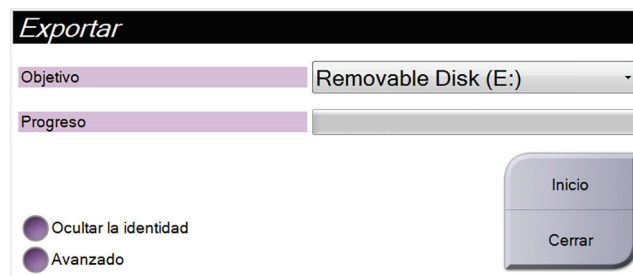 Exportar
Objetivo
Removable Disk (E:)
Progreso
Inicio
Ocultar la identidad
Cerrar
Avanzado